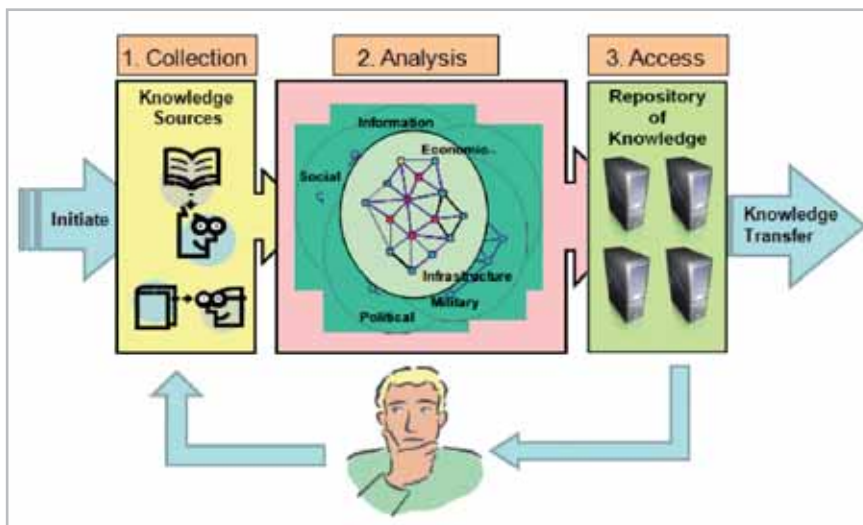 1. Collection
2. Analysis
3. Access
Knowledge
Sources
Initiate
Information
Economic..
Social
Infrastructure
Military
Political
Repository
of
Knowledge
Knowledge
Transfer